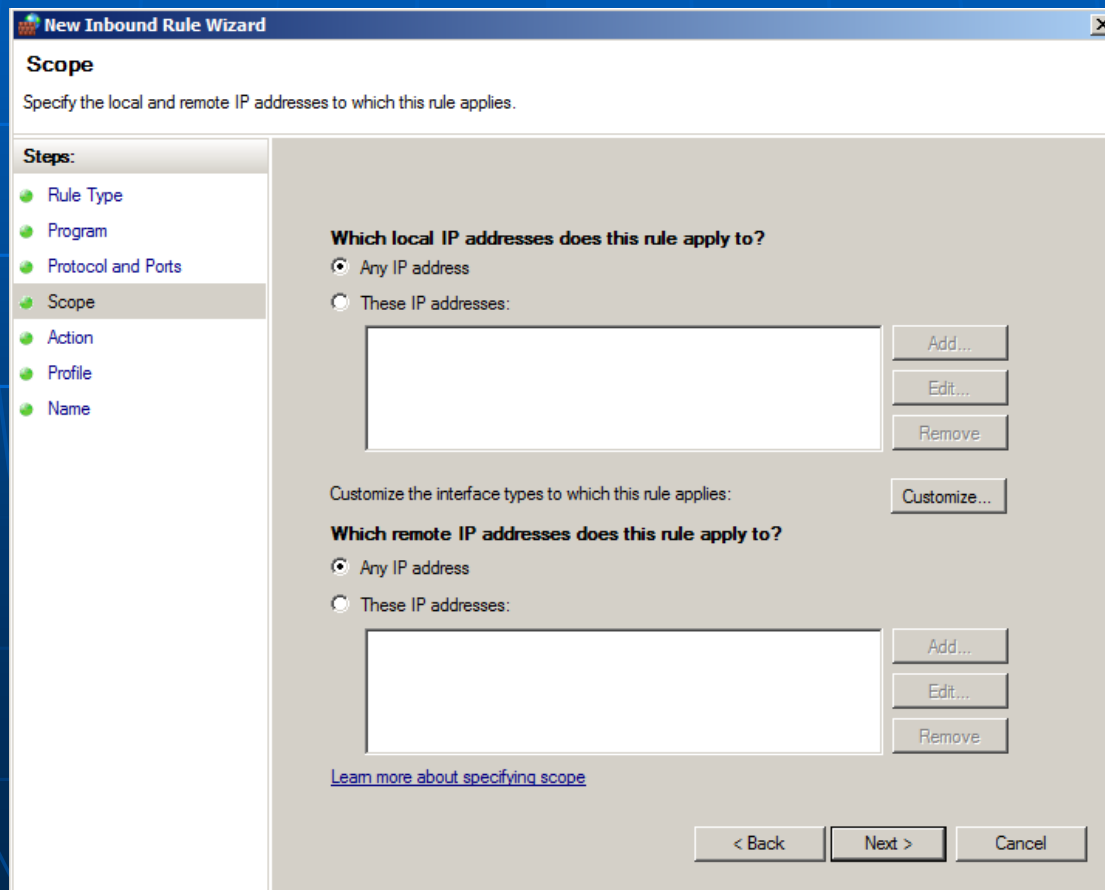 New Inbound Rule Wizard
Scope
Specify the local and remote IP addresses to which this rule applies.
Steps:
Rule Type
Program
Protocol and Ports
Scope
Action
Profile
Name
Which local IP addresses does this rule apply to?
Any IP address
These IP addresses:
Add...
Edit...
Remove
Customize the interface types to which this rule applies:
Customize...
Which remote IP addresses does this rule apply to?
Any IP address
These IP addresses:
Add...
Edit...
Remove
Learn more about specifying scope
< Back
Next >
Cancel